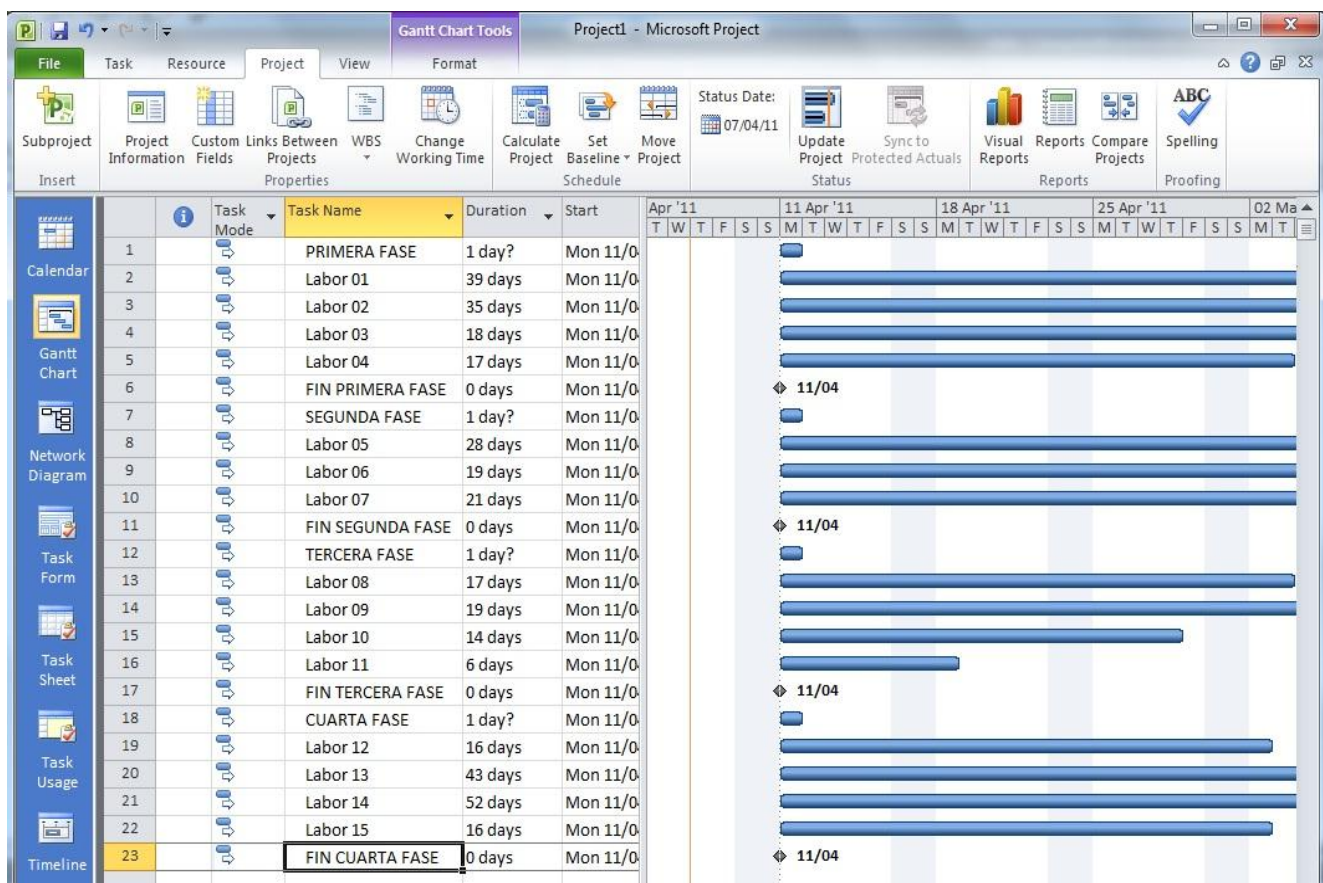 Gantt Chart Tools
Project1 - Microsoft Project
File Task Resource Project View Format
Subproject
Project Information
Custom Fields
Links Between Projects
WBS
Change Working Time
Calculate Project
Set Baseline
Move Project
Status Date:
07/04/11
Update Project
Sync to Protected Actuals
Visual Reports
Reports
Compare Projects
ABC
Spelling
Insert Properties Schedule Status Reports Proofing
Task Mode Task Name Duration Start
Apr '11 11 Apr '11 18 Apr '11 25 Apr '11 02 Ma
T W T F S S M T W T F S S M T W T F S S M T W T F S S M T
1 PRIMERA FASE 1 day? Mon 11/0
2 Labor 01 39 days Mon 11/0
3 Labor 02 35 days Mon 11/0
4 Labor 03 18 days Mon 11/0
5 Labor 04 17 days Mon 11/0
6 FIN PRIMERA FASE 0 days Mon 11/0 11/04
7 SEGUNDA FASE 1 day? Mon 11/0
8 Labor 05 28 days Mon 11/0
9 Labor 06 19 days Mon 11/0
10 Labor 07 21 days Mon 11/0
11 FIN SEGUNDA FASE 0 days Mon 11/0 11/04
12 TERCERA FASE 1 day? Mon 11/0
13 Labor 08 17 days Mon 11/0
14 Labor 09 19 days Mon 11/0
15 Labor 10 14 days Mon 11/0
16 Labor 11 6 days Mon 11/0
17 FIN TERCERA FASE 0 days Mon 11/0 11/04
18 CUARTA FASE 1 day? Mon 11/0
19 Labor 12 16 days Mon 11/0
20 Labor 13 43 days Mon 11/0
21 Labor 14 52 days Mon 11/0
22 Labor 15 16 days Mon 11/0
23 FIN CUARTA FASE 0 days Mon 11/0 11/04
Calendar
Gantt Chart
Network Diagram
Task Form
Task Sheet
Task Usage
Timeline